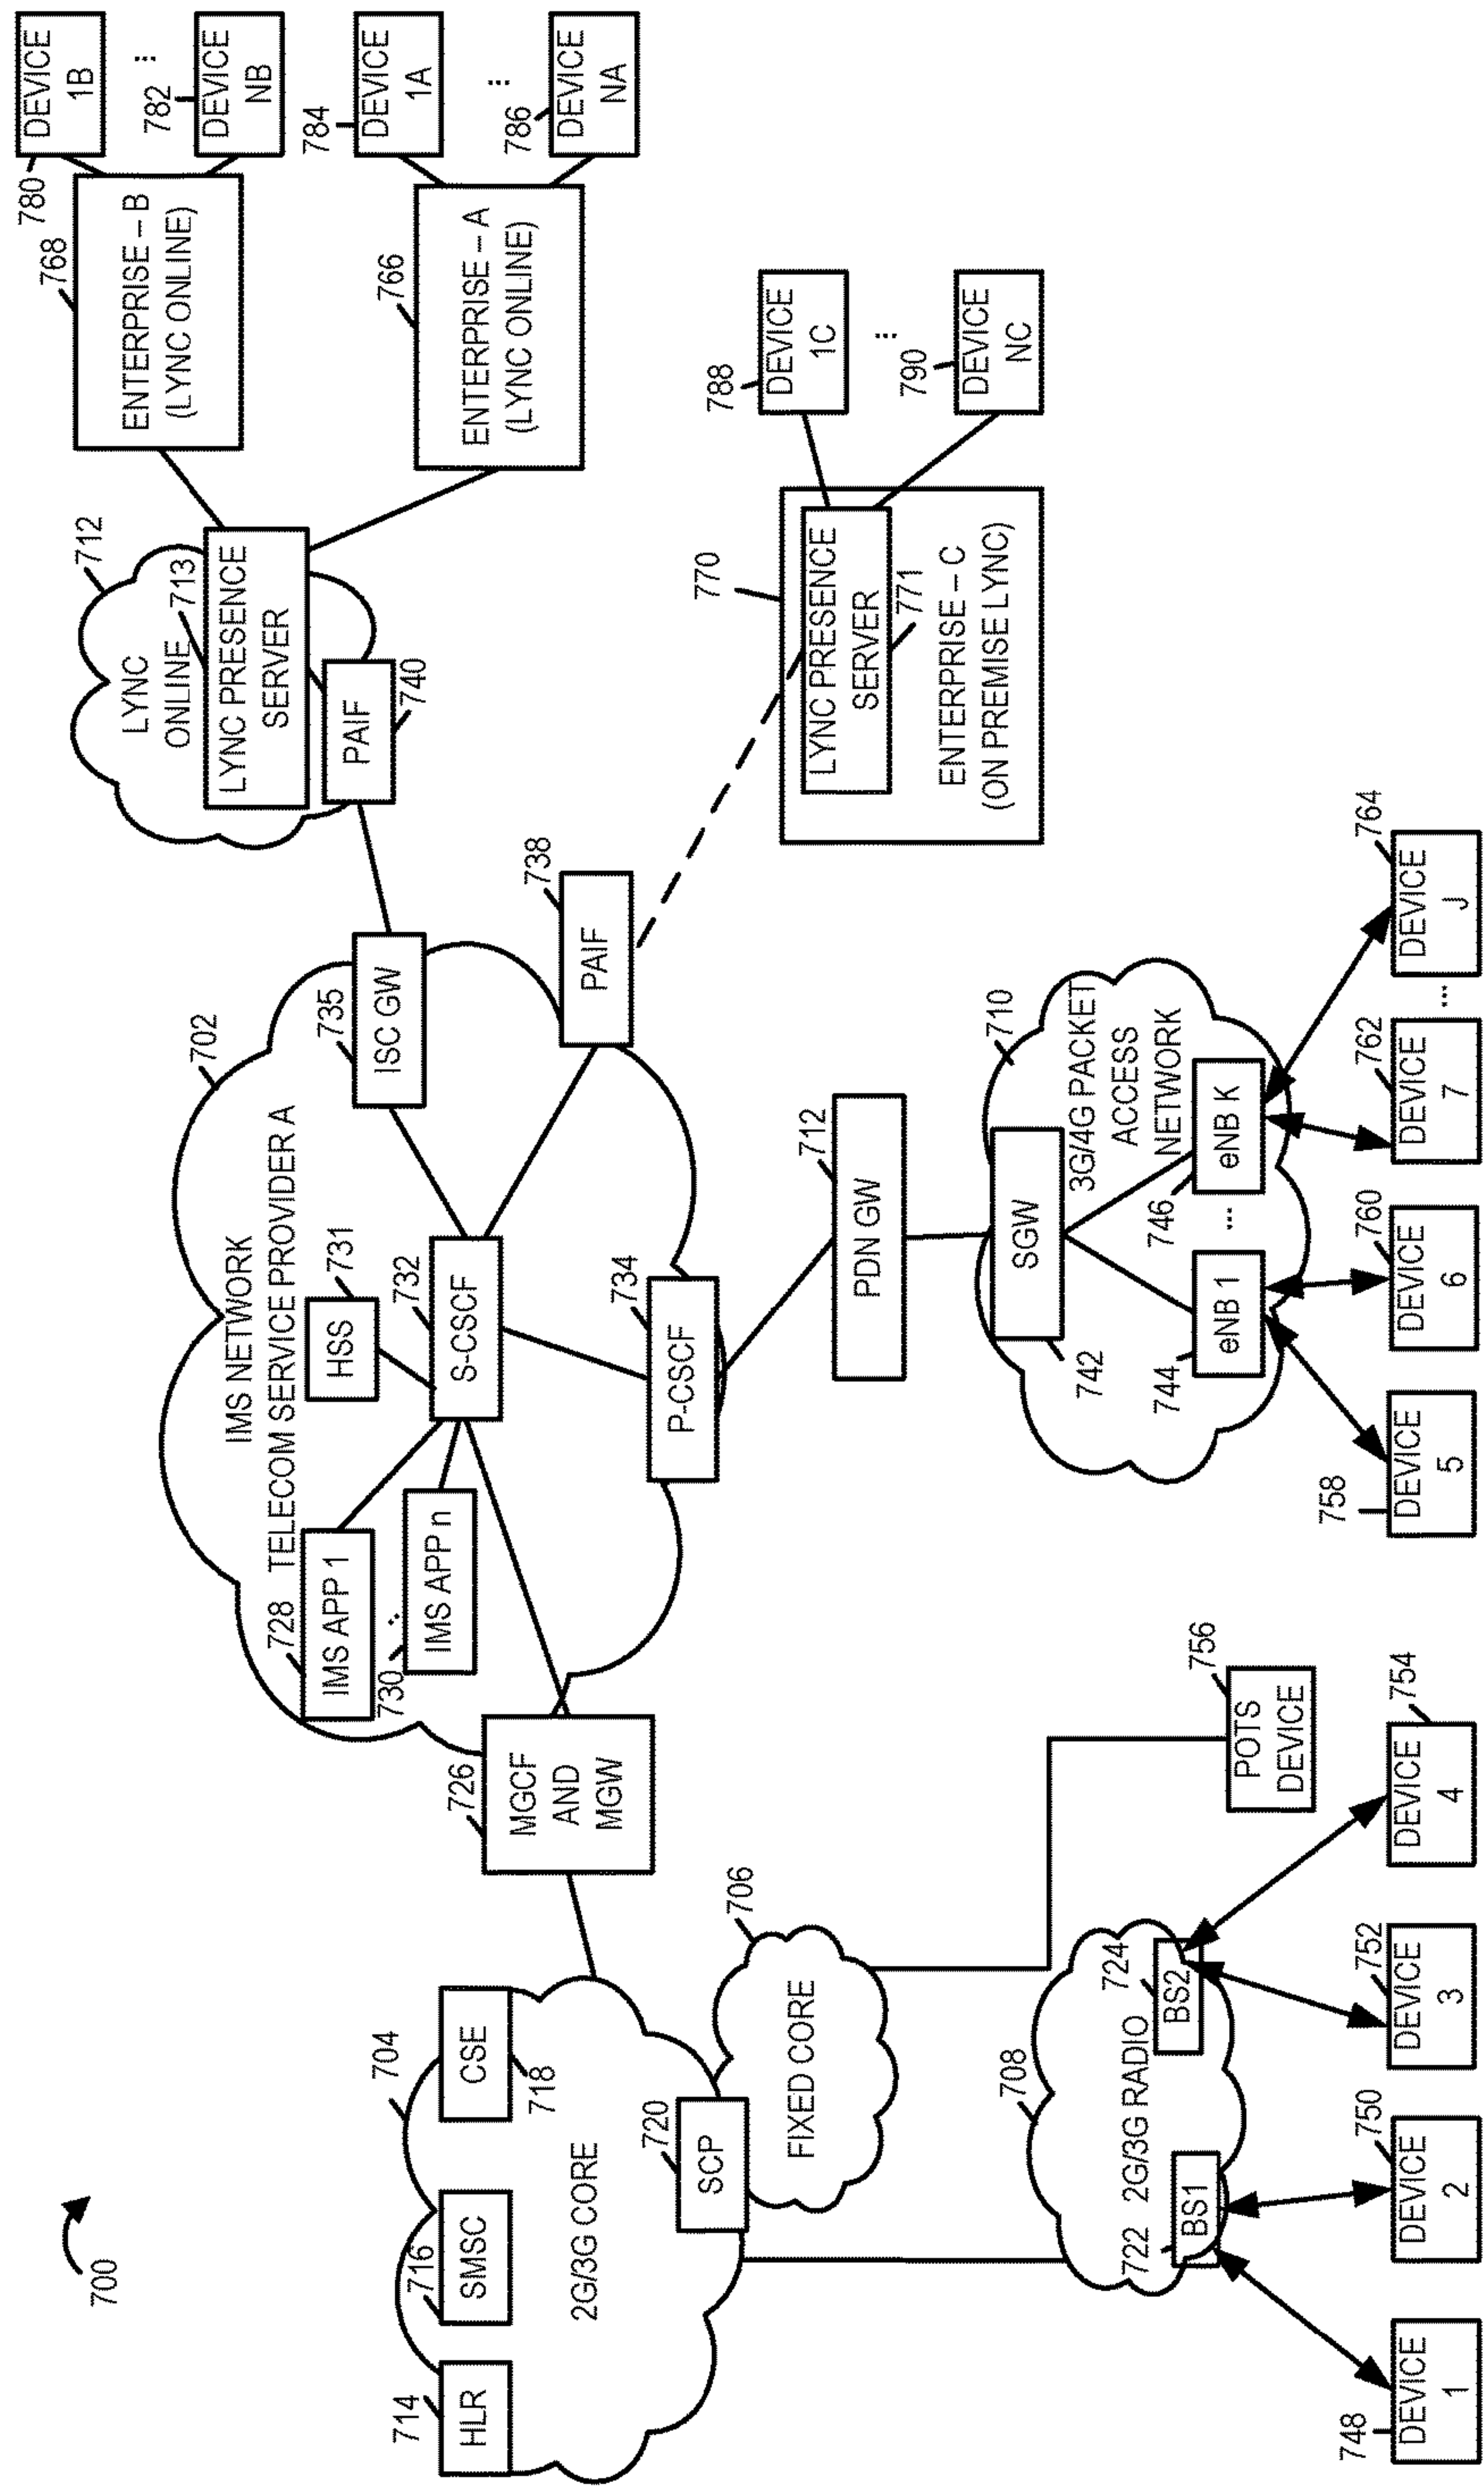 700
704
714
HLR
716
SMSC
CSE
718
2G/3G CORE
720
SCP
706
FIXED CORE
708
2G/3G RADIO
722
BS1
724
BS2
748
DEVICE
1
750
DEVICE
2
752
DEVICE
3
754
DEVICE
4
756
POTS
DEVICE
726
MGCF
AND
MGW
702
IMS NETWORK
TELECOM SERVICE PROVIDER A
728
IMS APP 1
...
730
IMS APP n
HSS
731
732
S-CSCF
734
P-CSCF
735
ISC GW
738
PAIF
712
PDN GW
710
3G/4G PACKET
ACCESS
NETWORK
SGW
742
744
eNB 1
...
746
eNB K
758
DEVICE
5
760
DEVICE
6
762
DEVICE
7
....
764
DEVICE
J
712
LYNC
ONLINE
713
LYNC PRESENCE
SERVER
PAIF
740
768
ENTERPRISE – B
(LYNC ONLINE)
766
ENTERPRISE – A
(LYNC ONLINE)
780
DEVICE
1B
...
782
DEVICE
NB
784
DEVICE
1A
...
786
DEVICE
NA
770
LYNC PRESENCE
SERVER
771
ENTERPRISE – C
(ON PREMISE LYNC)
788
DEVICE
1C
...
790
DEVICE
NC